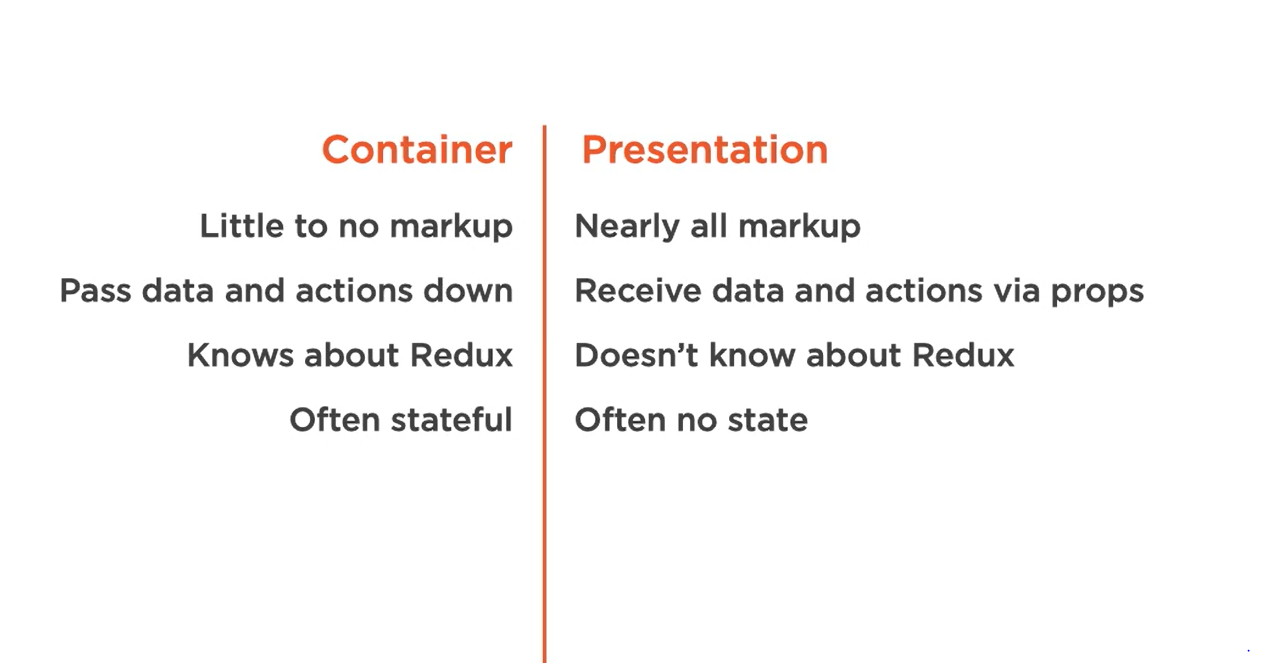 Container
Presentation
Little to no markup
Nearly all markup
Pass data and actions down
Receive data and actions via props
Knows about Redux
Doesn’t know about Redux
Often stateful
Often no state